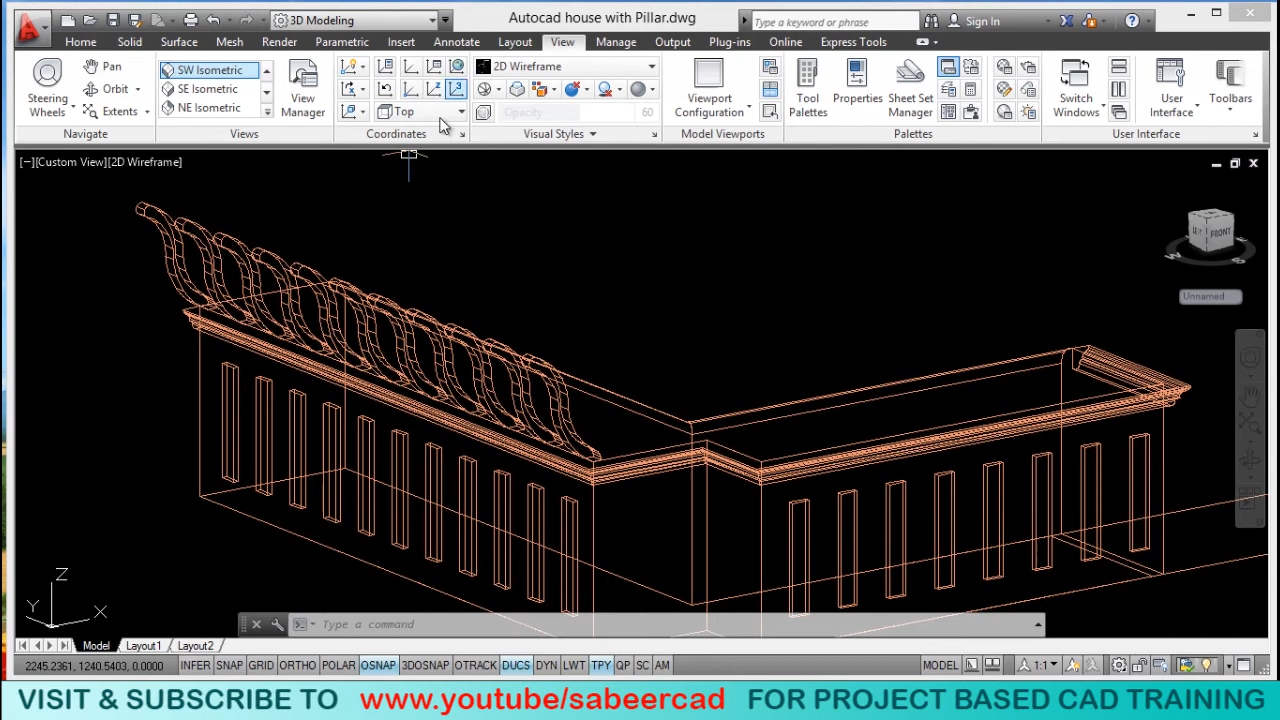 3D Modeling
Autocad house with Pillar.dwg
Type a keyword or phrase
Sign In
Home Solid Surface Mesh Render Parametric Insert Annotate Layout View Manage Output Plug-ins Online Express Tools
Pan
Orbit
Extents
Steering
Wheels
Navigate
SW Isometric
SE Isometric
NE Isometric
Views
View
Manager
Top
Coordinates
2D Wireframe
Opacity 60
Visual Styles
Viewport
Configuration
Model Viewports
Tool
Palettes
Properties
Sheet Set
Manager
Palettes
Switch
Windows
User
Interface
Toolbars
User Interface
[−][Custom View][2D Wireframe]
FRONT
W
S
E
Unnamed
Z
Y
X
Type a command
Model Layout1 Layout2
2245.2361, 1240.5403, 0.0000 INFER SNAP GRID ORTHO POLAR OSNAP 3DOSNAP OTRACK DUCS DYN LWT TPY QP SC AM MODEL 1:1
VISIT & SUBSCRIBE TO www.youtube/sabeercad FOR PROJECT BASED CAD TRAINING